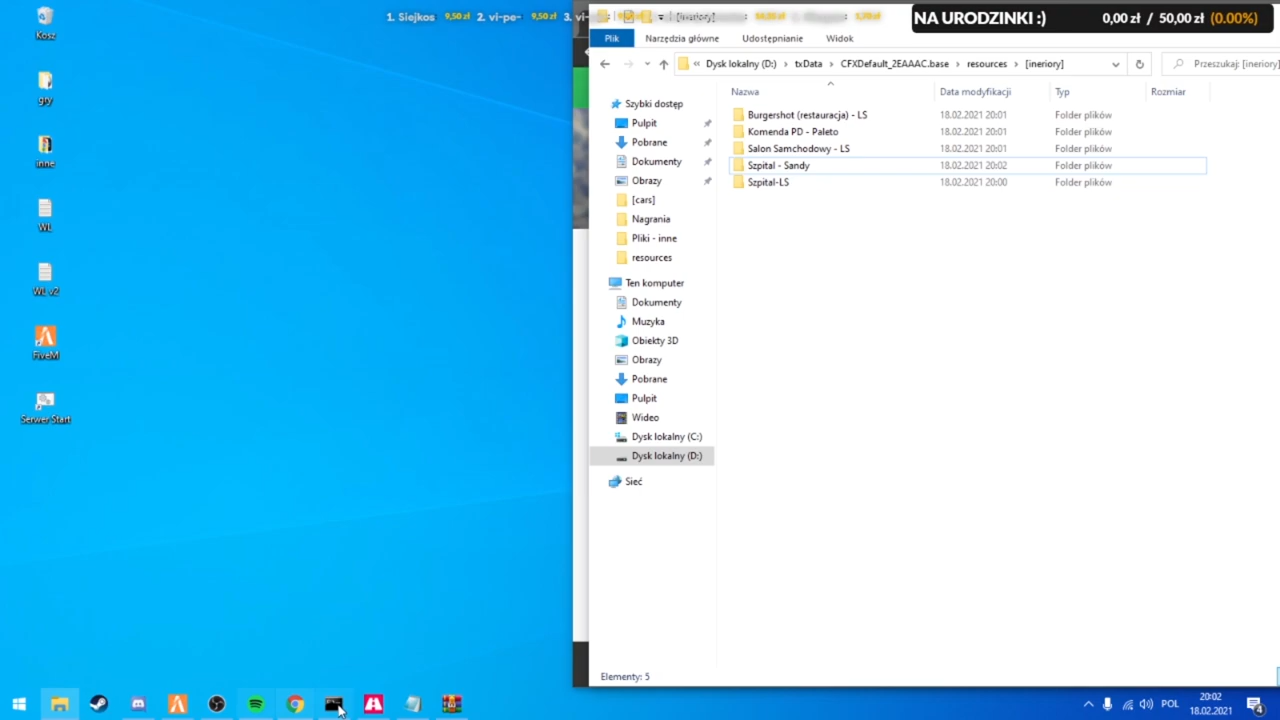 Kosz
gry
inne
WL
WL v2
FiveM
Serwer Start
1. Siejkos 9,50 zł 2. vi-pe- 9,50 zł 3. vi-
[ineriory]
NA URODZINKI :) 0,00 zł / 50,00 zł (0.00%)
Plik Narzędzia główne Udostępnianie Widok
« Dysk lokalny (D:) › txData › CFXDefault_2EAAAC.base › resources › [ineriory]
Przeszukaj: [ineriory]
Szybki dostęp
Pulpit
Pobrane
Dokumenty
Obrazy
[cars]
Nagrania
Pliki - inne
resources
Ten komputer
Dokumenty
Muzyka
Obiekty 3D
Obrazy
Pobrane
Pulpit
Wideo
Dysk lokalny (C:)
Dysk lokalny (D:)
Sieć
Nazwa Data modyfikacji Typ Rozmiar
Burgershot (restauracja) - LS 18.02.2021 20:01 Folder plików
Komenda PD - Paleto 18.02.2021 20:01 Folder plików
Salon Samchodowy - LS 18.02.2021 20:01 Folder plików
Szpital - Sandy 18.02.2021 20:02 Folder plików
Szpital-LS 18.02.2021 20:00 Folder plików
Elementy: 5
POL
20:02
18.02.2021
4